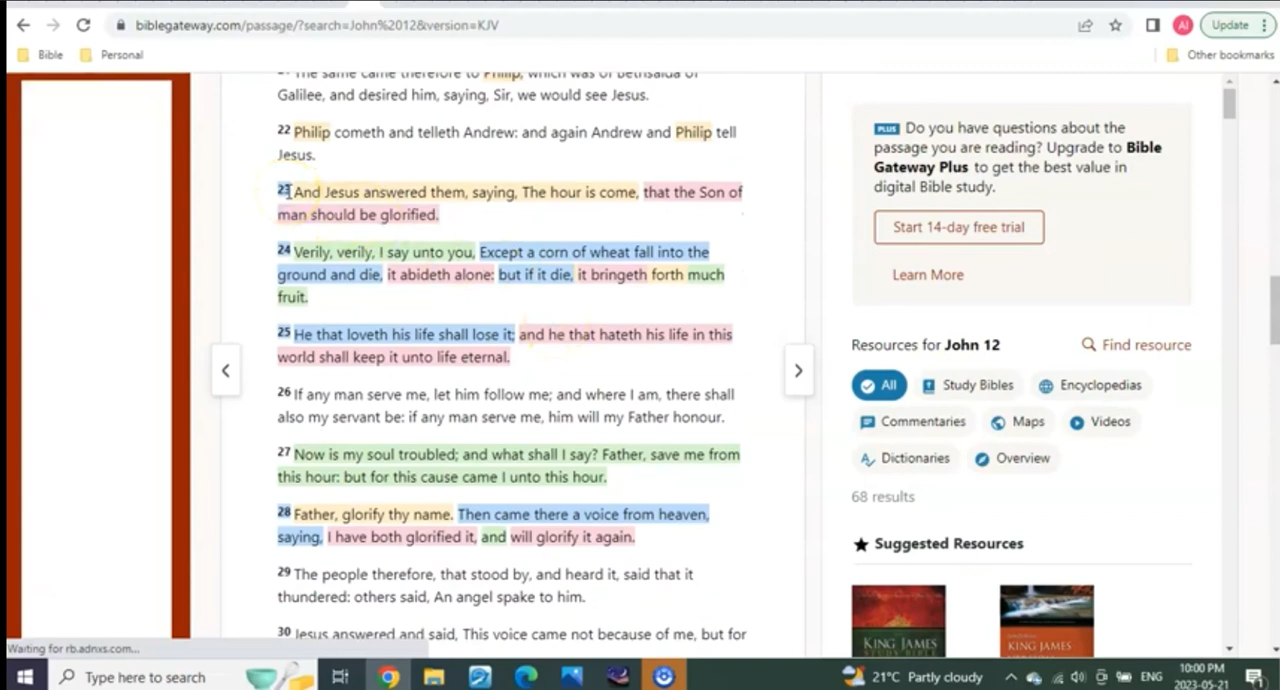 biblegateway.com/passage/?search=John%2012&version=KJV
AI
Update
Bible
Personal
Other bookmarks
The same came therefore to Philip, which was of Bethsaida of
Galilee, and desired him, saying, Sir, we would see Jesus.
22 Philip cometh and telleth Andrew: and again Andrew and Philip tell
Jesus.
23 And Jesus answered them, saying, The hour is come, that the Son of
man should be glorified.
24 Verily, verily, I say unto you, Except a corn of wheat fall into the
ground and die, it abideth alone: but if it die, it bringeth forth much
fruit.
25 He that loveth his life shall lose it; and he that hateth his life in this
world shall keep it unto life eternal.
26 If any man serve me, let him follow me; and where I am, there shall
also my servant be: if any man serve me, him will my Father honour.
27 Now is my soul troubled; and what shall I say? Father, save me from
this hour: but for this cause came I unto this hour.
28 Father, glorify thy name. Then came there a voice from heaven,
saying, I have both glorified it, and will glorify it again.
29 The people therefore, that stood by, and heard it, said that it
thundered: others said, An angel spake to him.
30 Jesus answered and said, This voice came not because of me, but for
PLUS Do you have questions about the
passage you are reading? Upgrade to Bible
Gateway Plus to get the best value in
digital Bible study.
Start 14-day free trial
Learn More
Resources for John 12
Find resource
All
Study Bibles
Encyclopedias
Commentaries
Maps
Videos
Dictionaries
Overview
68 results
Suggested Resources
KING JAMES
STUDY BIBLE
KING JAMES
Waiting for rb.adnxs.com...
Type here to search
21°C Partly cloudy
ENG
10:00 PM
2023-05-21
1